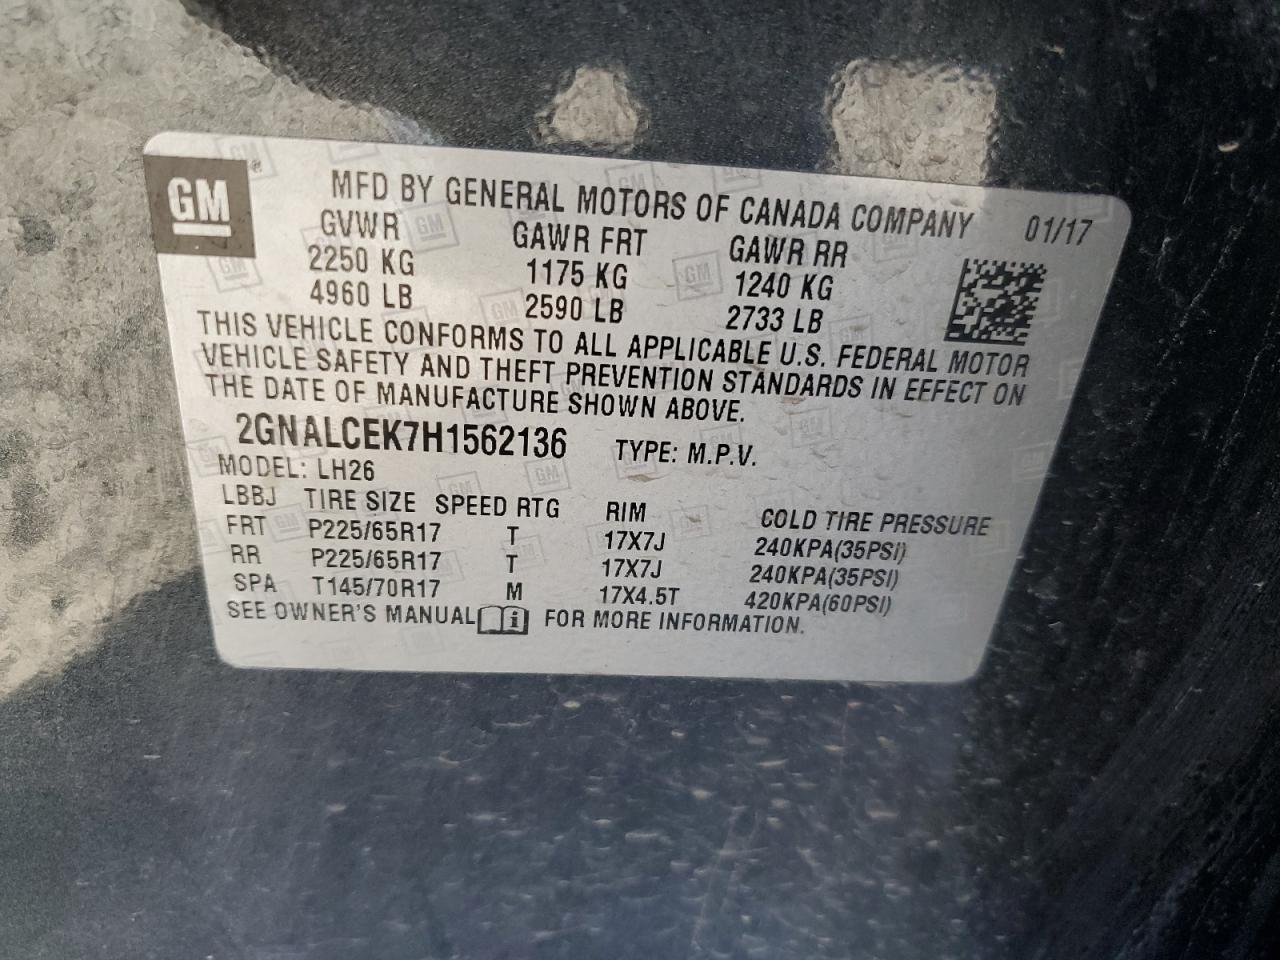 GM ®
MFD BY GENERAL MOTORS OF CANADA COMPANY 01/17
GVWR GAWR FRT GAWR RR
2250 KG 1175 KG 1240 KG
4960 LB 2590 LB 2733 LB
THIS VEHICLE CONFORMS TO ALL APPLICABLE U.S. FEDERAL MOTOR
VEHICLE SAFETY AND THEFT PREVENTION STANDARDS IN EFFECT ON
THE DATE OF MANUFACTURE SHOWN ABOVE.
2GNALCEK7H1562136 TYPE: M.P.V.
MODEL: LH26
LBBJ TIRE SIZE SPEED RTG RIM COLD TIRE PRESSURE
FRT P225/65R17 T 17X7J 240KPA(35PSI)
RR P225/65R17 T 17X7J 240KPA(35PSI)
SPA T145/70R17 M 17X4.5T 420KPA(60PSI)
SEE OWNER'S MANUAL i FOR MORE INFORMATION.